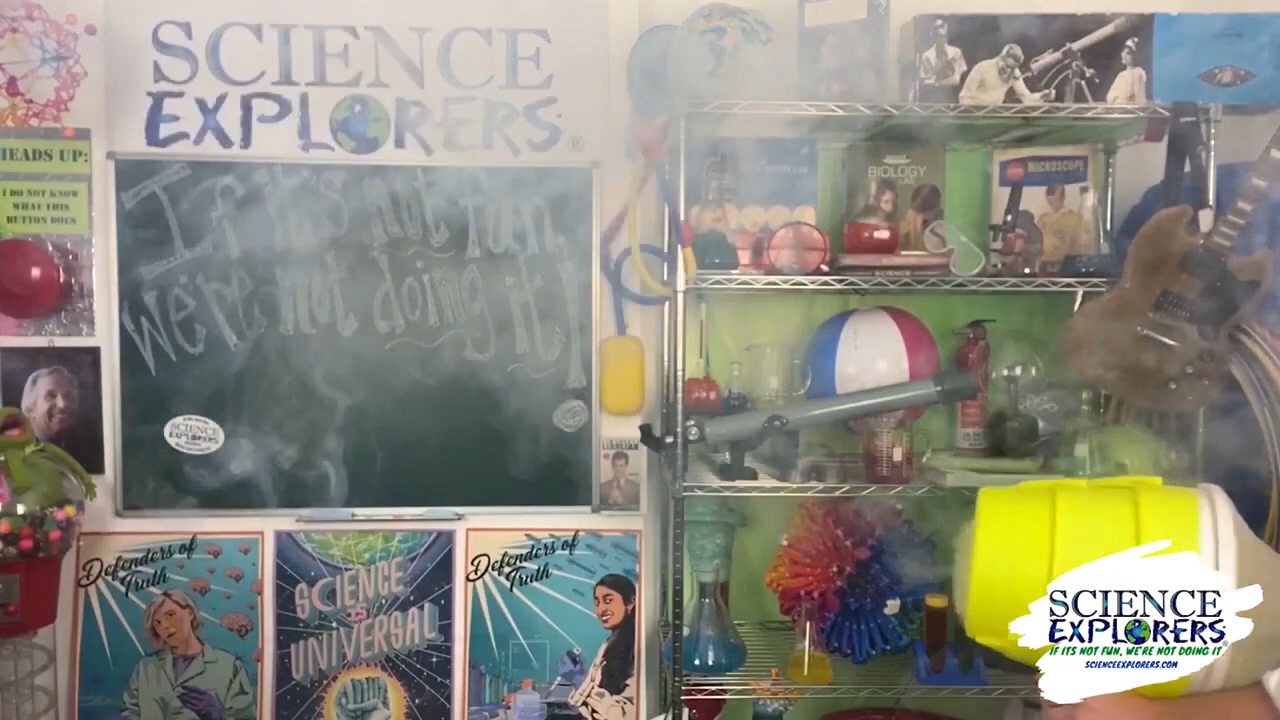 SCIENCE
EXPLORERS
HEADS UP:
I DO NOT KNOW
WHAT THIS
BUTTON DOES
If it's not fun
we're not doing it!
SCIENCE
EXPLORERS
BIOLOGY
MICROSCOPE
SCIENCE
Defenders of
Truth
SCIENCE
IS
UNIVERSAL
Defenders of
Truth
SCIENCE
EXPLORERS
IF ITS NOT FUN, WE'RE NOT DOING IT
SCIENCEEXPLORERS.COM